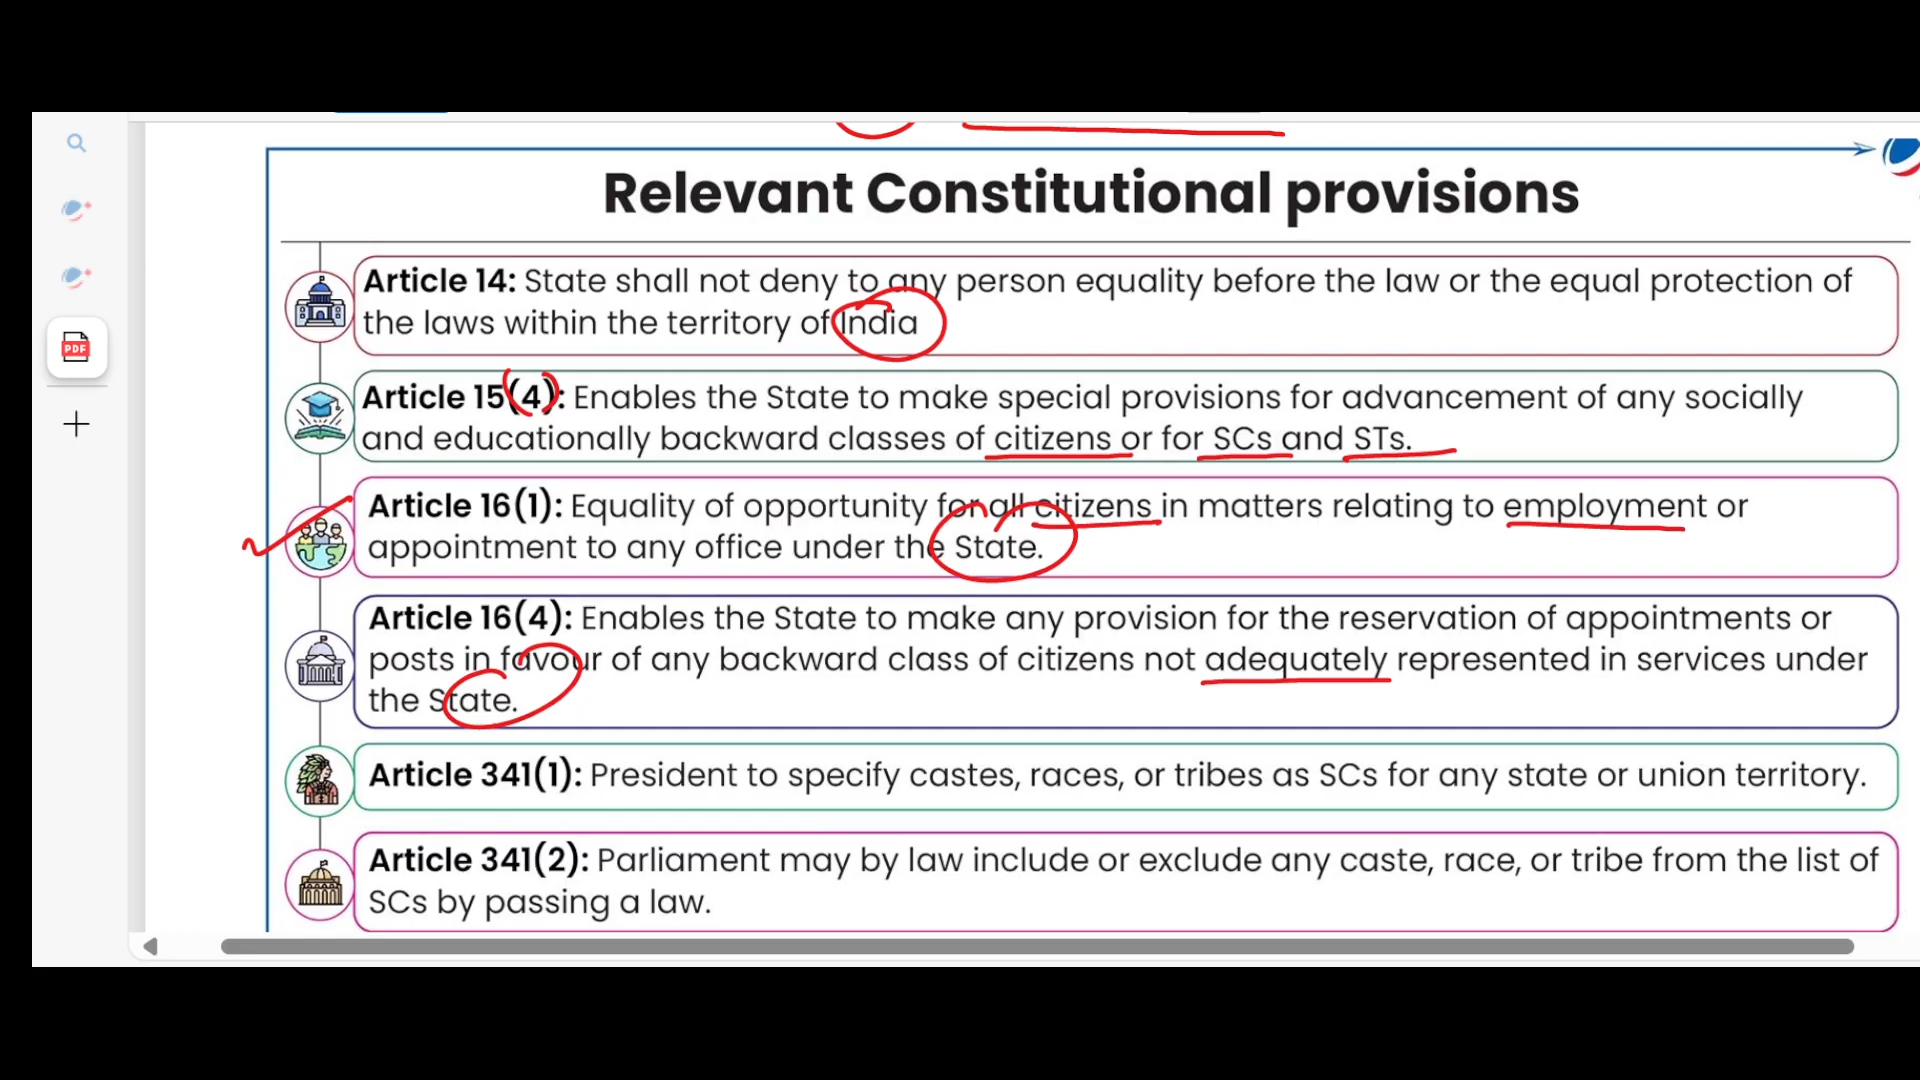 Relevant Constitutional provisions
Article 14: State shall not deny to any person equality before the law or the equal protection of
the laws within the territory of India
Article 15(4): Enables the State to make special provisions for advancement of any socially
and educationally backward classes of citizens or for SCs and STs.
Article 16(1): Equality of opportunity for all citizens in matters relating to employment or
appointment to any office under the State.
Article 16(4): Enables the State to make any provision for the reservation of appointments or
posts in favour of any backward class of citizens not adequately represented in services under
the State.
Article 341(1): President to specify castes, races, or tribes as SCs for any state or union territory.
Article 341(2): Parliament may by law include or exclude any caste, race, or tribe from the list of
SCs by passing a law.
PDF